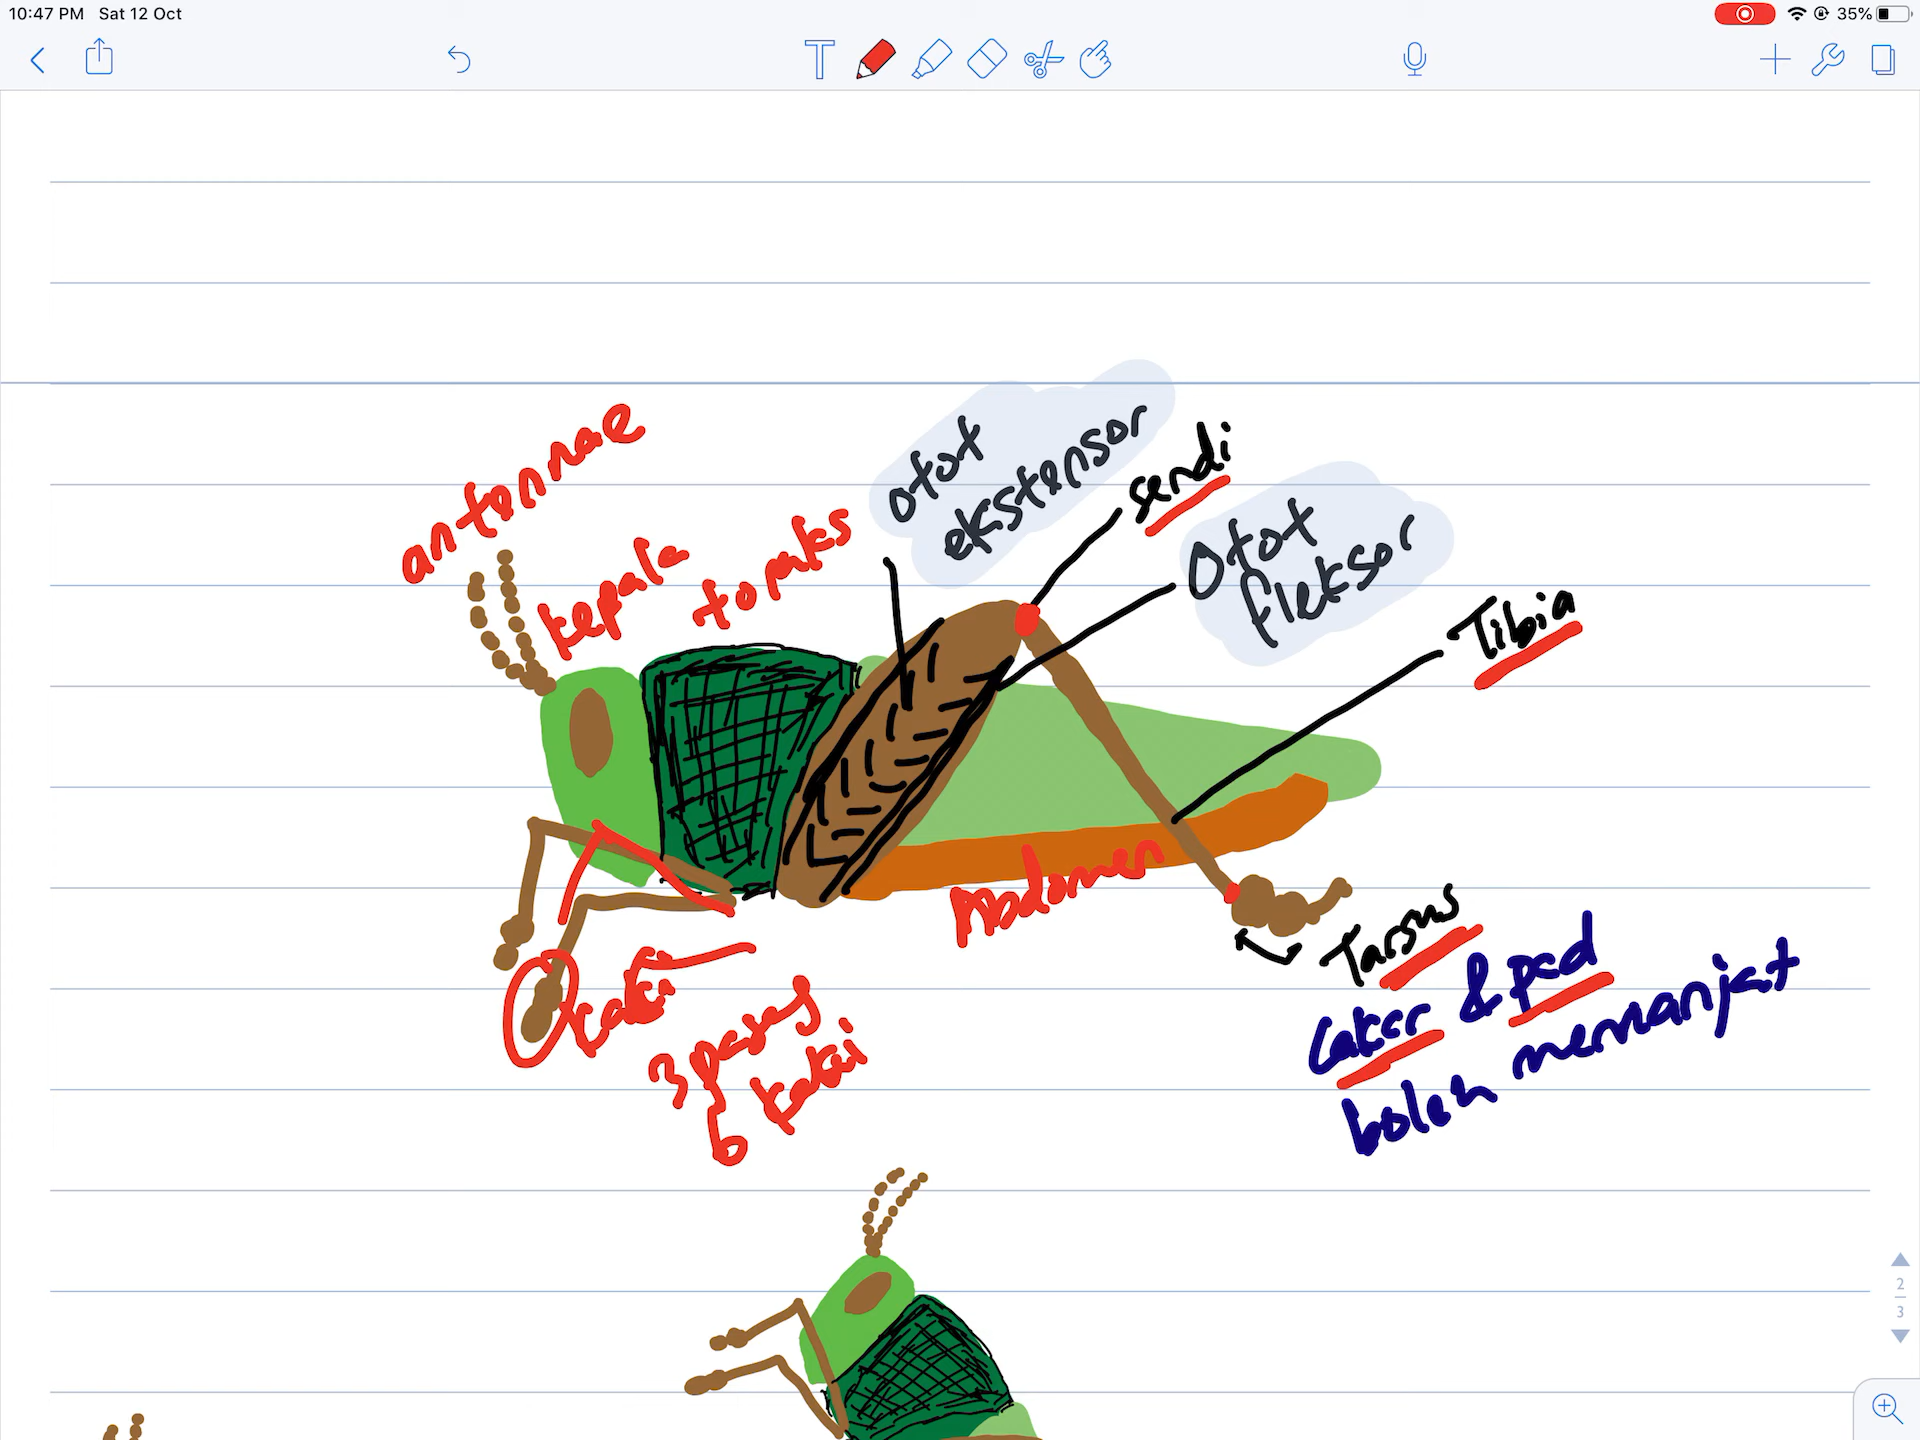 10:47 PM Sat 12 Oct
35%
T
antennae
kepala
toraks
otot
ekstensor
sendi
Otot
fleksor
Tibia
Abdomen
Tarsus
Cakar & pad
boleh memanjat
kaki
3 pasang
6 kaki
2
3